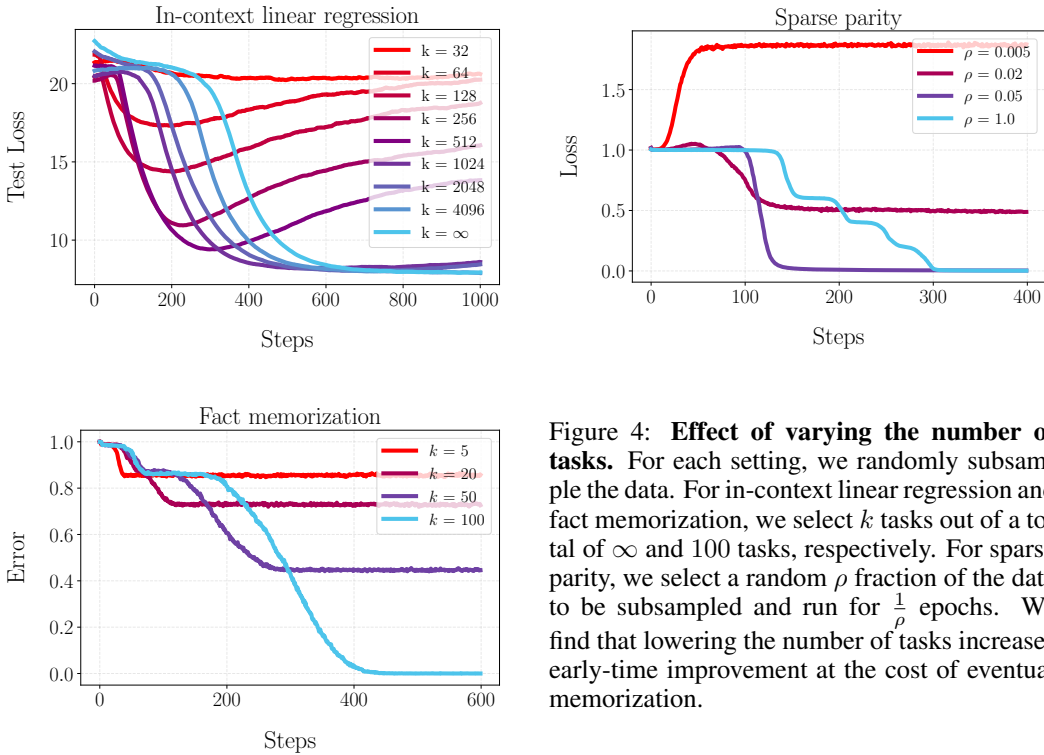 In-context linear regression
Test Loss
20
15
10
0
200
400
600
800
1000
Steps
k = 32
k = 64
k = 128
k = 256
k = 512
k = 1024
k = 2048
k = 4096
k = ∞
Sparse parity
Loss
1.5
1.0
0.5
0.0
0
100
200
300
400
Steps
ρ = 0.005
ρ = 0.02
ρ = 0.05
ρ = 1.0
Fact memorization
Error
1.0
0.8
0.6
0.4
0.2
0.0
0
200
400
600
Steps
k = 5
k = 20
k = 50
k = 100
Figure 4: Effect of varying the number o
tasks. For each setting, we randomly subsam
ple the data. For in-context linear regression and
fact memorization, we select k tasks out of a to
tal of ∞ and 100 tasks, respectively. For spars
parity, we select a random ρ fraction of the dat
to be subsampled and run for 1/ρ epochs. W
find that lowering the number of tasks increase
early-time improvement at the cost of eventua
memorization.